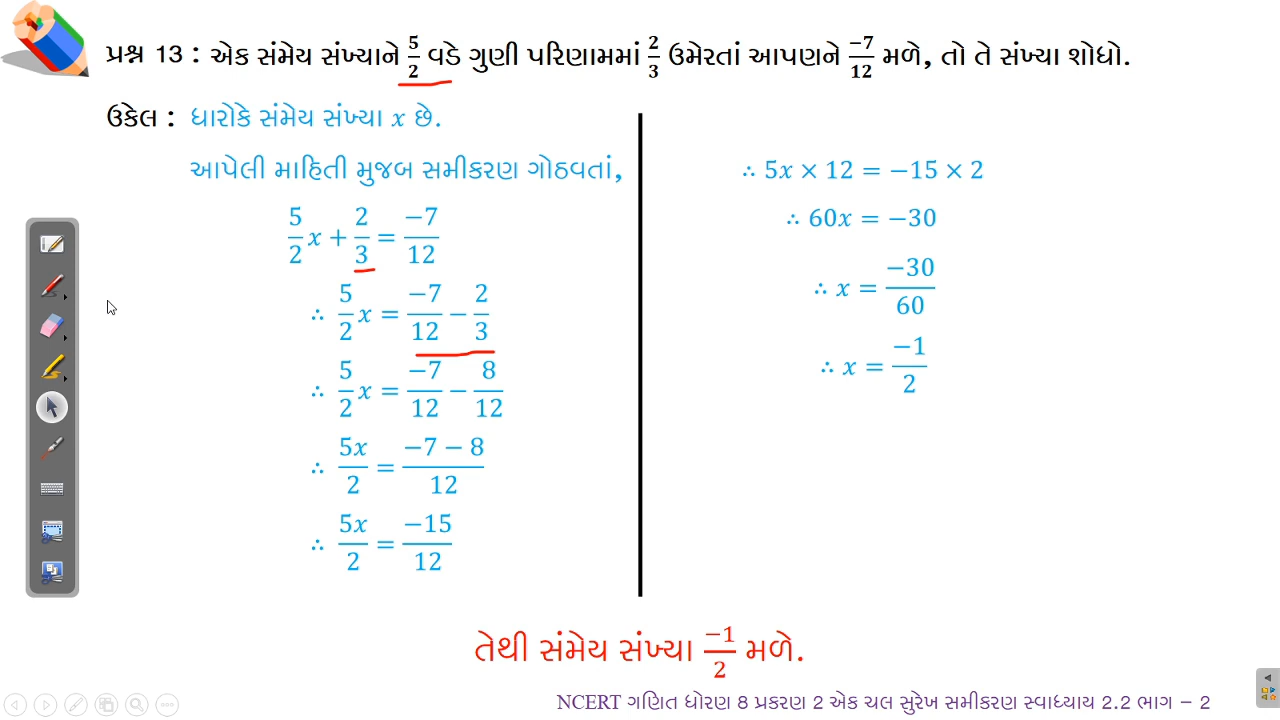 પ્રશ્ન 13 : એક સંમેય સંખ્યાને 5/2 વડે ગુણી પરિણામમાં 2/3 ઉમેરતાં આપણને −7/12 મળે, તો તે સંખ્યા શોધો.
ઉકેલ : ધારોકે સંમેય સંખ્યા x છે.
આપેલી માહિતી મુજબ સમીકરણ ગોઠવતાં,
5/2 x + 2/3 = −7/12
∴ 5/2 x = −7/12 − 2/3
∴ 5/2 x = −7/12 − 8/12
∴ 5x/2 = (−7 − 8)/12
∴ 5x/2 = −15/12
∴ 5x × 12 = −15 × 2
∴ 60x = −30
∴ x = −30/60
∴ x = −1/2
તેથી સંમેય સંખ્યા −1/2 મળે.
NCERT ગણિત ધોરણ 8 પ્રકરણ 2 એક ચલ સુરેખ સમીકરણ સ્વાધ્યાય 2.2 ભાગ − 2